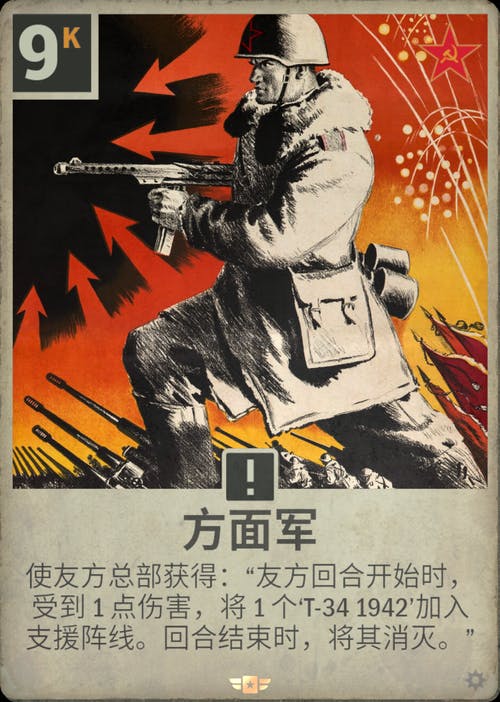 9K
!
方面军
使友方总部获得：“友方回合开始时，
受到 1 点伤害，将 1 个‘T-34 1942’加入
支援阵线。回合结束时，将其消灭。”